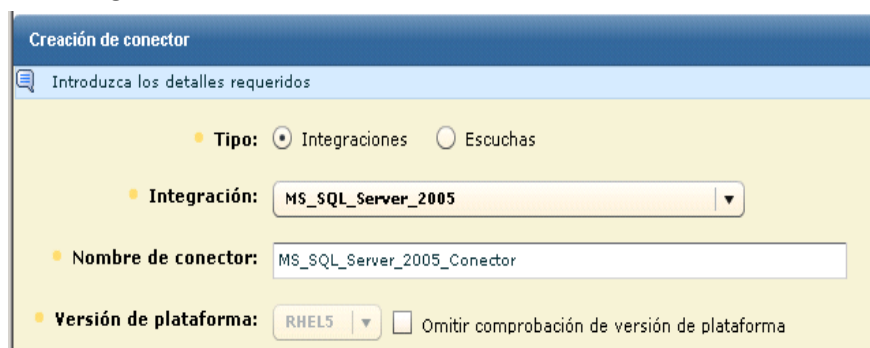 Creación de conector
Introduzca los detalles requeridos
Tipo: Integraciones Escuchas
Integración: MS_SQL_Server_2005
Nombre de conector: MS_SQL_Server_2005_Conector
Versión de plataforma: RHEL5 Omitir comprobación de versión de plataforma